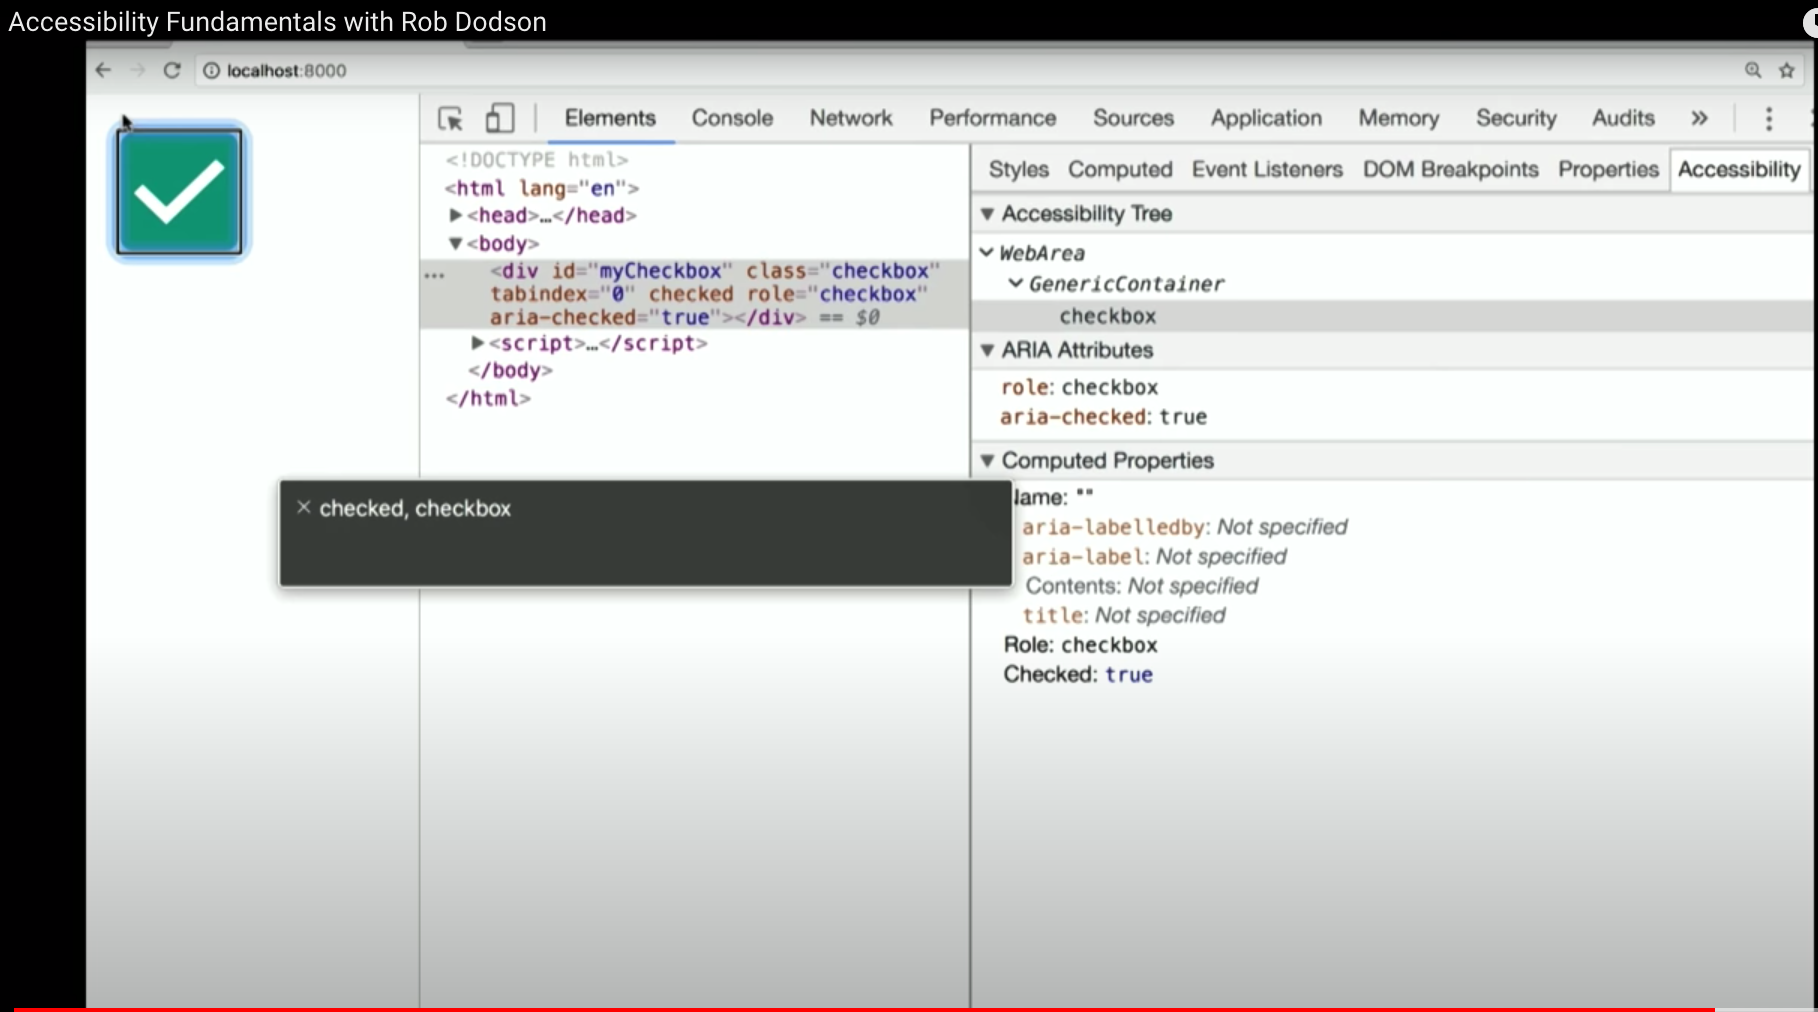 Accessibility Fundamentals with Rob Dodson
localhost:8000
Elements Console Network Performance Sources Application Memory Security Audits »
<!DOCTYPE html>
<html lang="en">
▶<head>…</head>
▼<body>
… <div id="myCheckbox" class="checkbox"
tabindex="0" checked role="checkbox"
aria-checked="true"></div> == $0
▶<script>…</script>
</body>
</html>
Styles Computed Event Listeners DOM Breakpoints Properties Accessibility
▼ Accessibility Tree
WebArea
GenericContainer
checkbox
▼ ARIA Attributes
role: checkbox
aria-checked: true
▼ Computed Properties
Name: ""
aria-labelledby: Not specified
aria-label: Not specified
Contents: Not specified
title: Not specified
Role: checkbox
Checked: true
× checked, checkbox